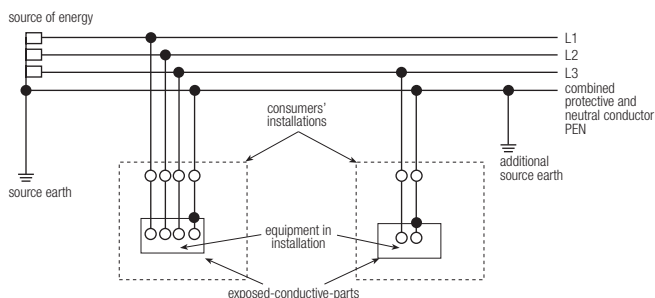 source of energy
L1
L2
L3
combined
protective and
neutral conductor
PEN
consumers'
installations
additional
source earth
source earth
equipment in
installation
exposed-conductive-parts